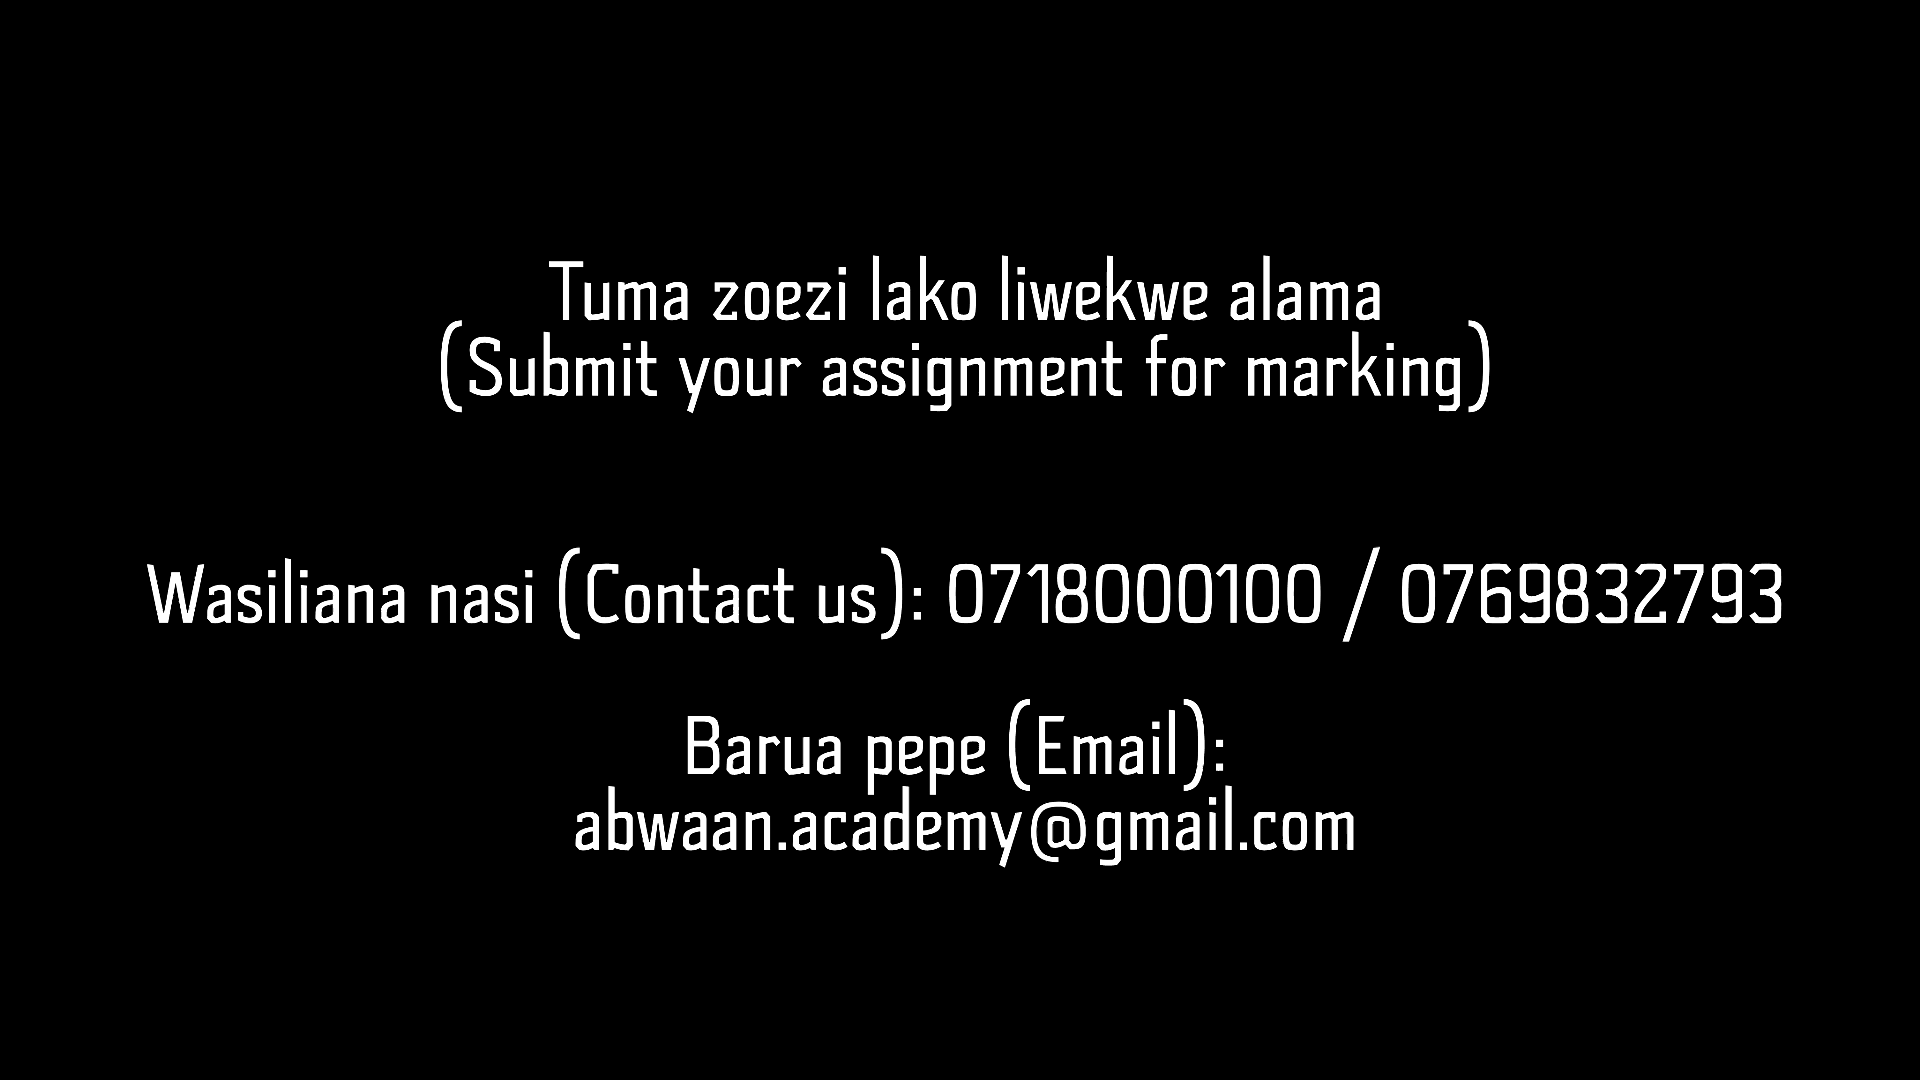 Tuma zoezi lako liwekwe alama
(Submit your assignment for marking)
Wasiliana nasi (Contact us): 0718000100 / 0769832793
Barua pepe (Email):
abwaan.academy@gmail.com